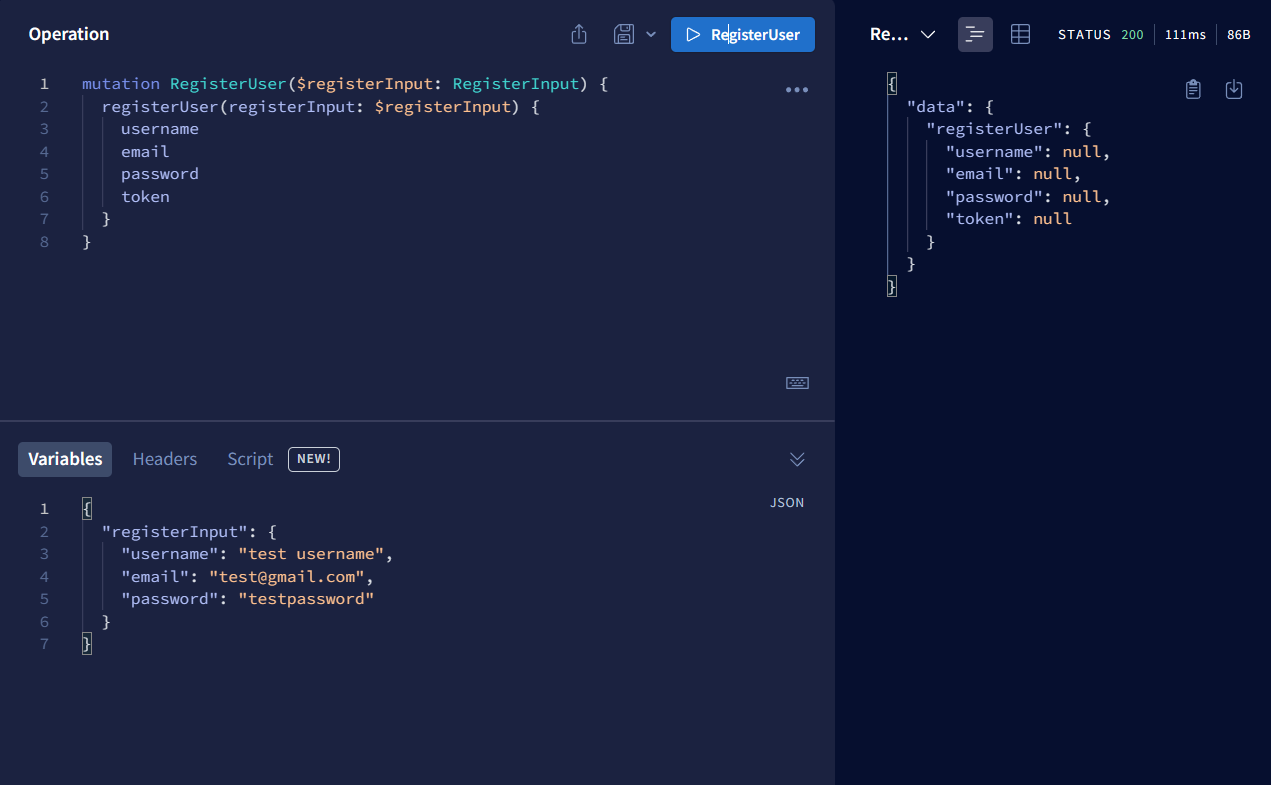 Operation
RegisterUser
1 mutation RegisterUser($registerInput: RegisterInput) {
2 registerUser(registerInput: $registerInput) {
3 username
4 email
5 password
6 token
7 }
8 }
Variables Headers Script NEW!
JSON
1 {
2 "registerInput": {
3 "username": "test username",
4 "email": "test@gmail.com",
5 "password": "testpassword"
6 }
7 }
Re... STATUS 200 111ms 86B
{
"data": {
"registerUser": {
"username": null,
"email": null,
"password": null,
"token": null
}
}
}